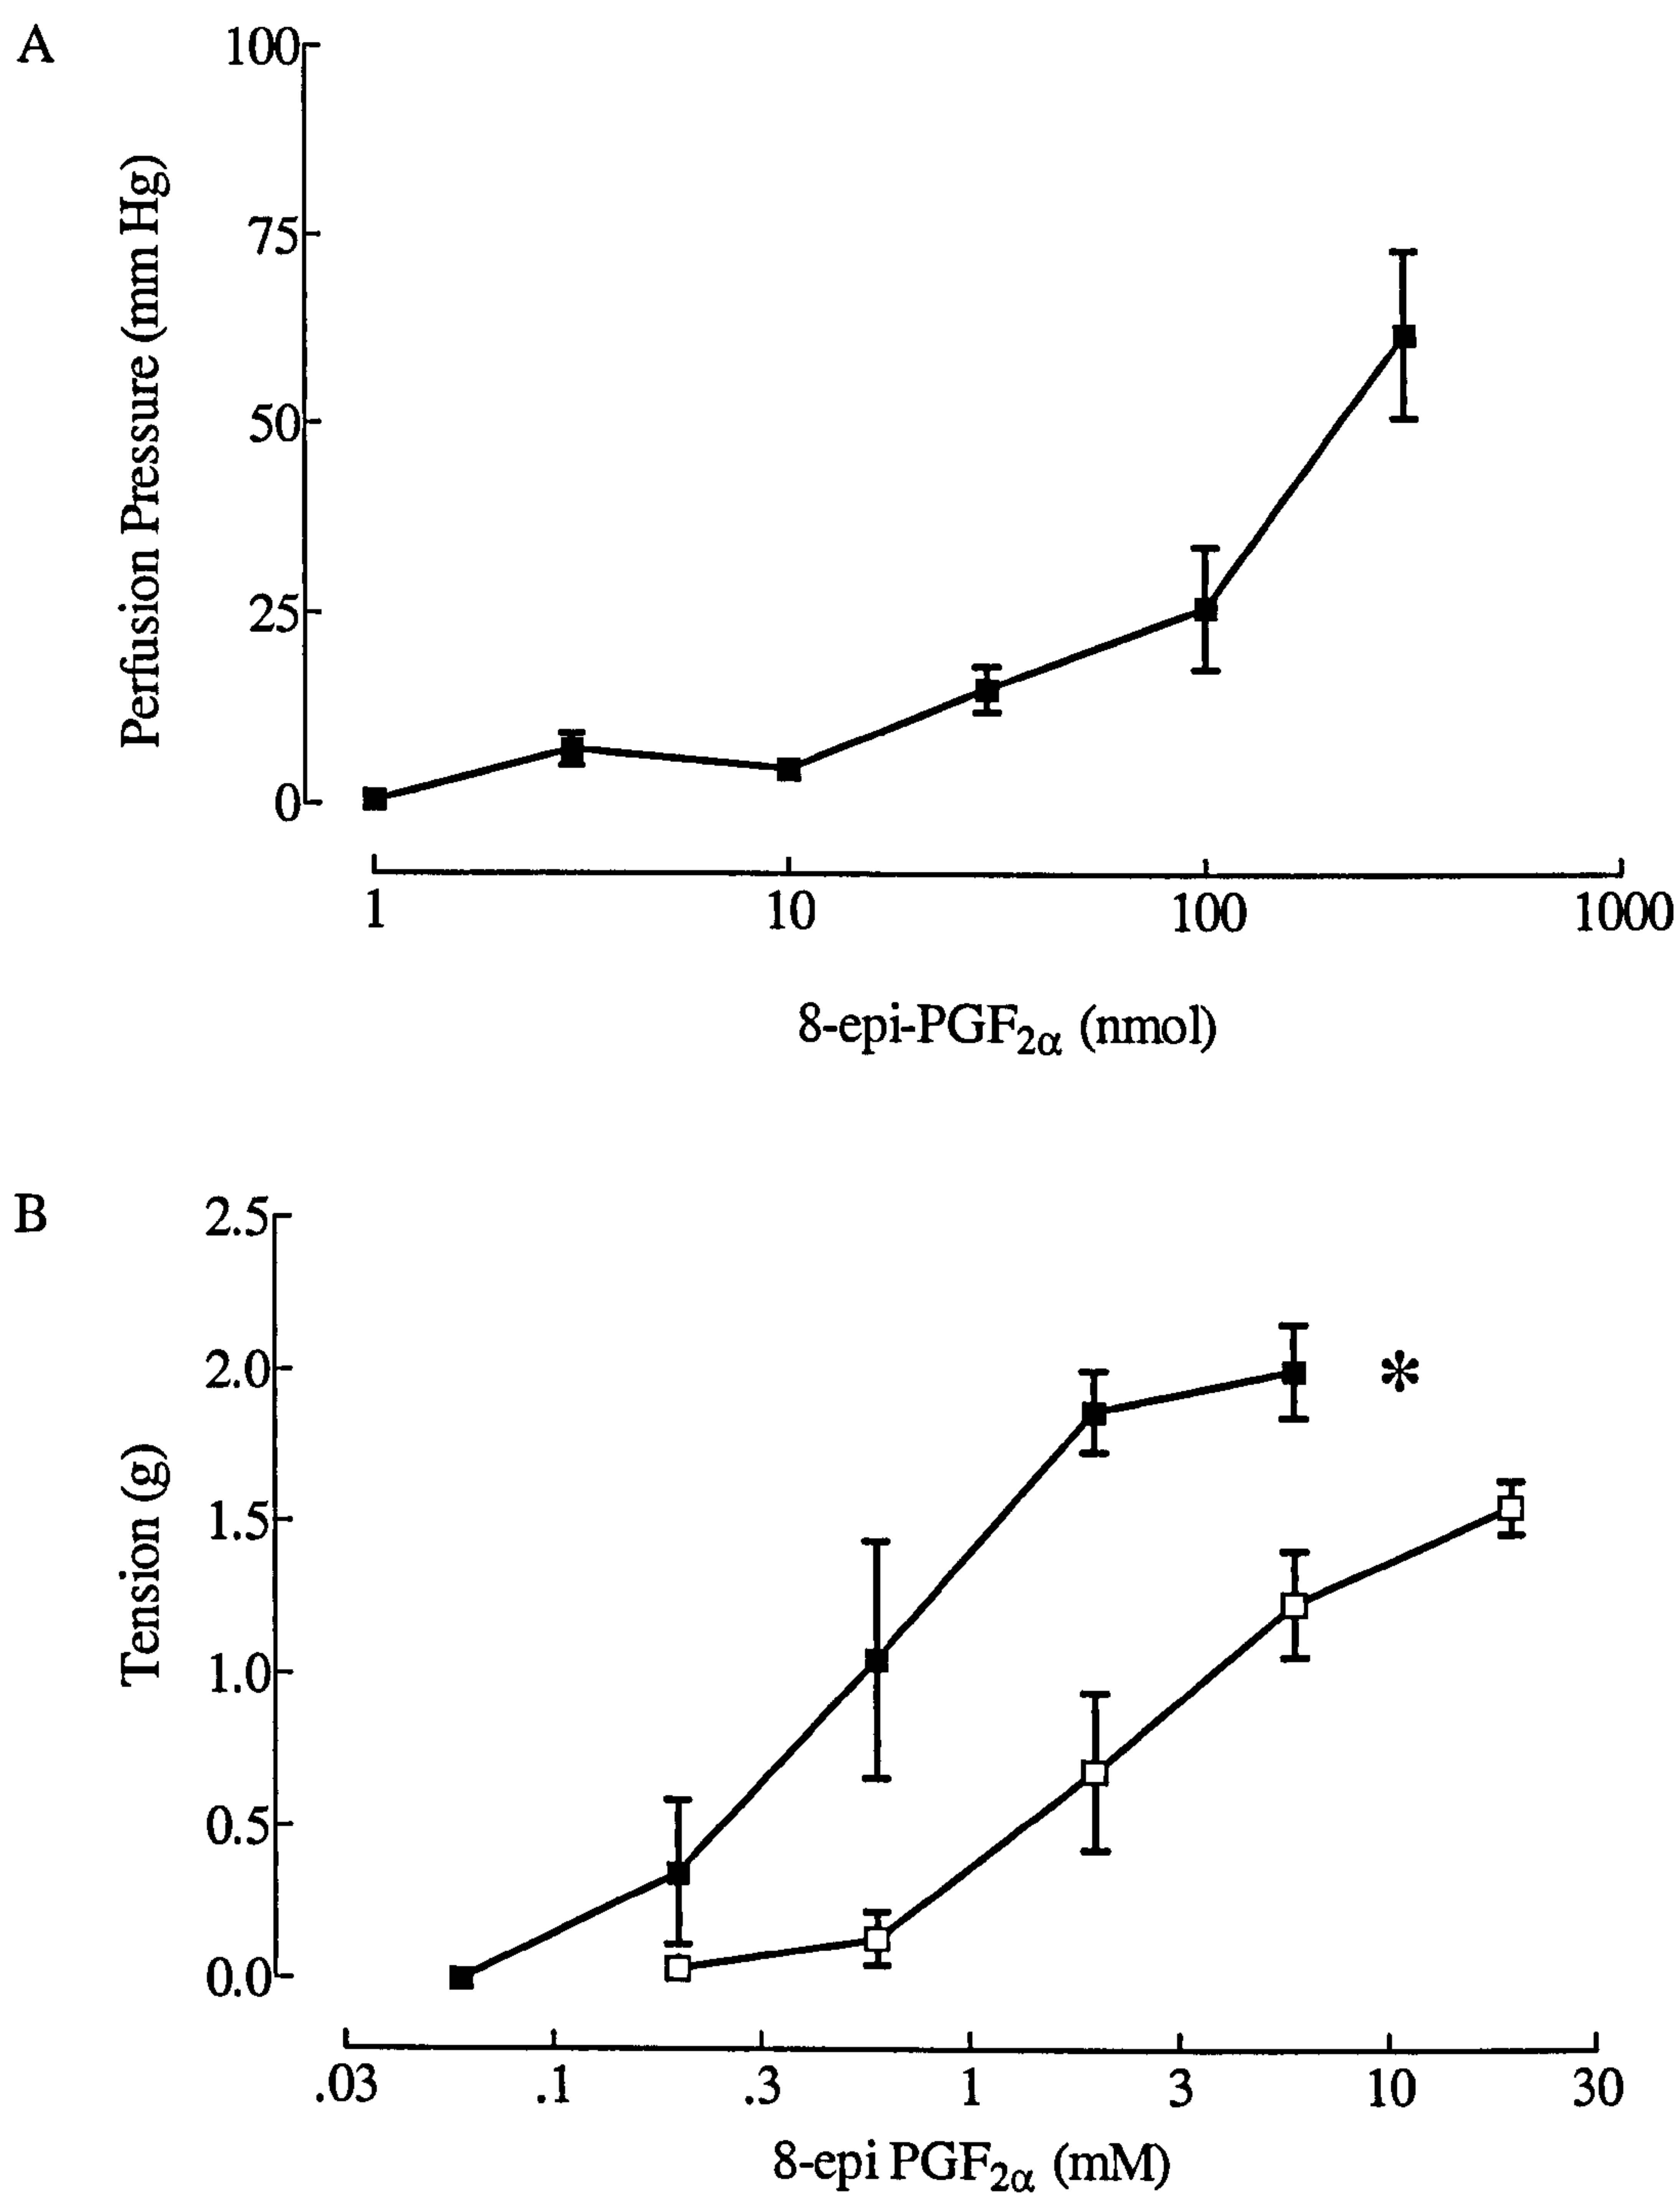 A
100
75
50
25
0
Perfusion Pressure (mm Hg)
1 10 100 1000
8-epi-PGF2α (nmol)
B
2.5
2.0
1.5
1.0
0.5
0.0
Tension (g)
*
.03 .1 .3 1 3 10 30
8-epi PGF2α (mM)